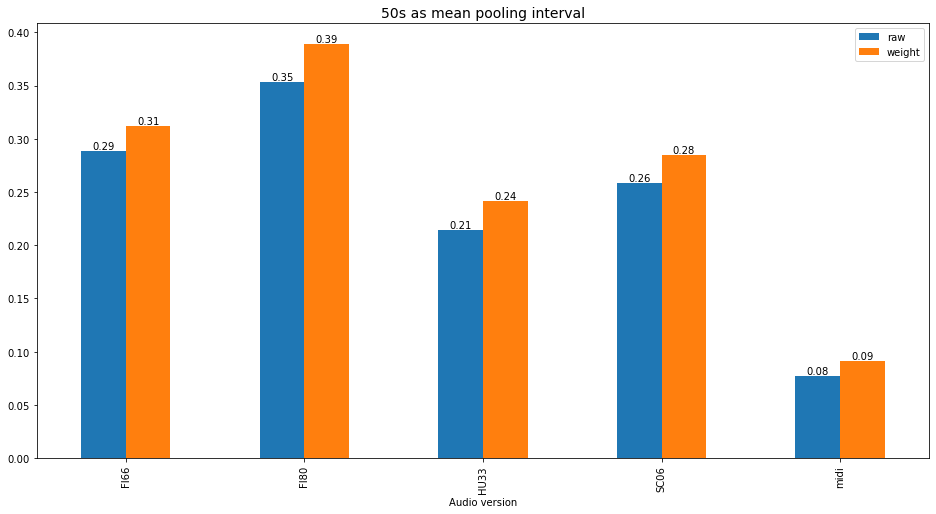 50s as mean pooling interval
raw
weight
0.40
0.35
0.30
0.25
0.20
0.15
0.10
0.05
0.00
0.29
0.31
0.35
0.39
0.21
0.24
0.26
0.28
0.08
0.09
FI66
FI80
HU33
SC06
midi
Audio version